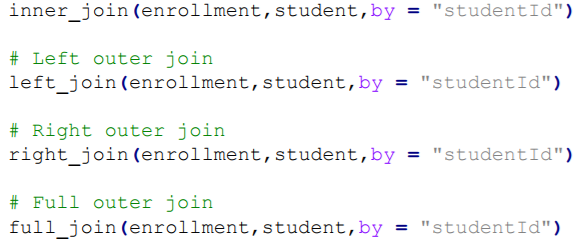 inner_join(enrollment,student,by = "studentId")
# Left outer join
left_join(enrollment,student,by = "studentId")
# Right outer join
right_join(enrollment,student,by = "studentId")
# Full outer join
full_join(enrollment,student,by = "studentId")